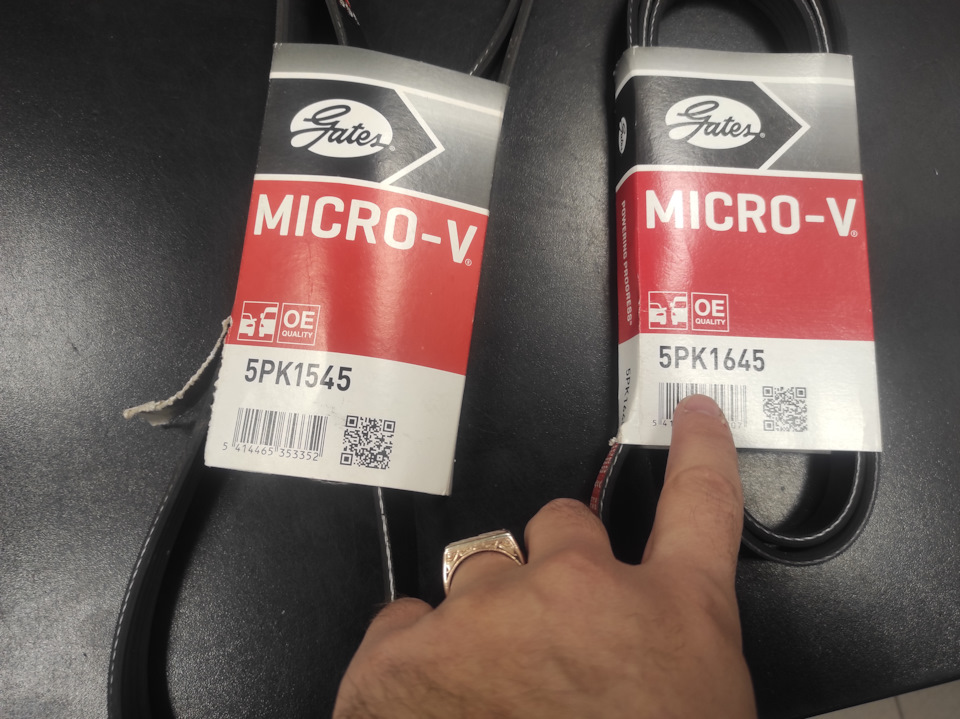 Gates®
MICRO-V®
OE
QUALITY
5PK1545
5 414465 353352
Gates®
MICRO-V®
POWERING PROGRESS
OE
QUALITY
5PK1645